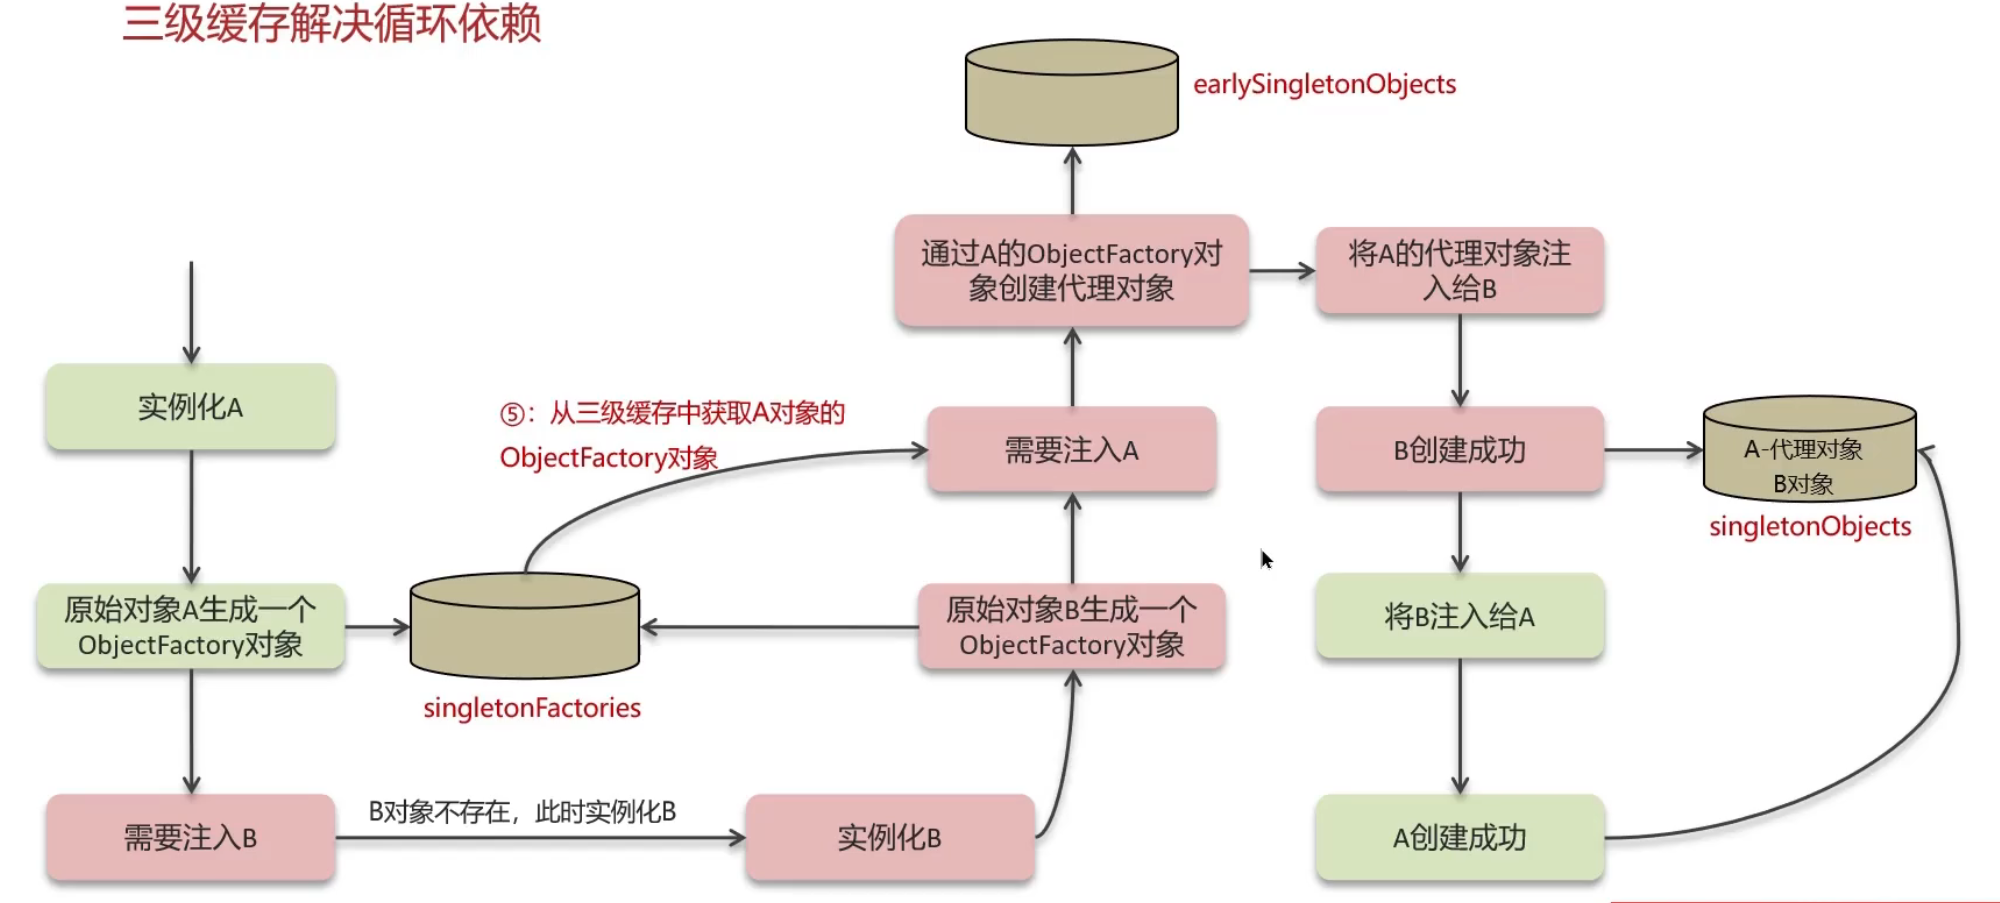 三级缓存解决循环依赖
earlySingletonObjects
通过A的ObjectFactory对
象创建代理对象
将A的代理对象注
入给B
实例化A
⑤：从三级缓存中获取A对象的
ObjectFactory对象
需要注入A
B创建成功
A-代理对象
B对象
singletonObjects
原始对象A生成一个
ObjectFactory对象
singletonFactories
原始对象B生成一个
ObjectFactory对象
将B注入给A
需要注入B
B对象不存在，此时实例化B
实例化B
A创建成功